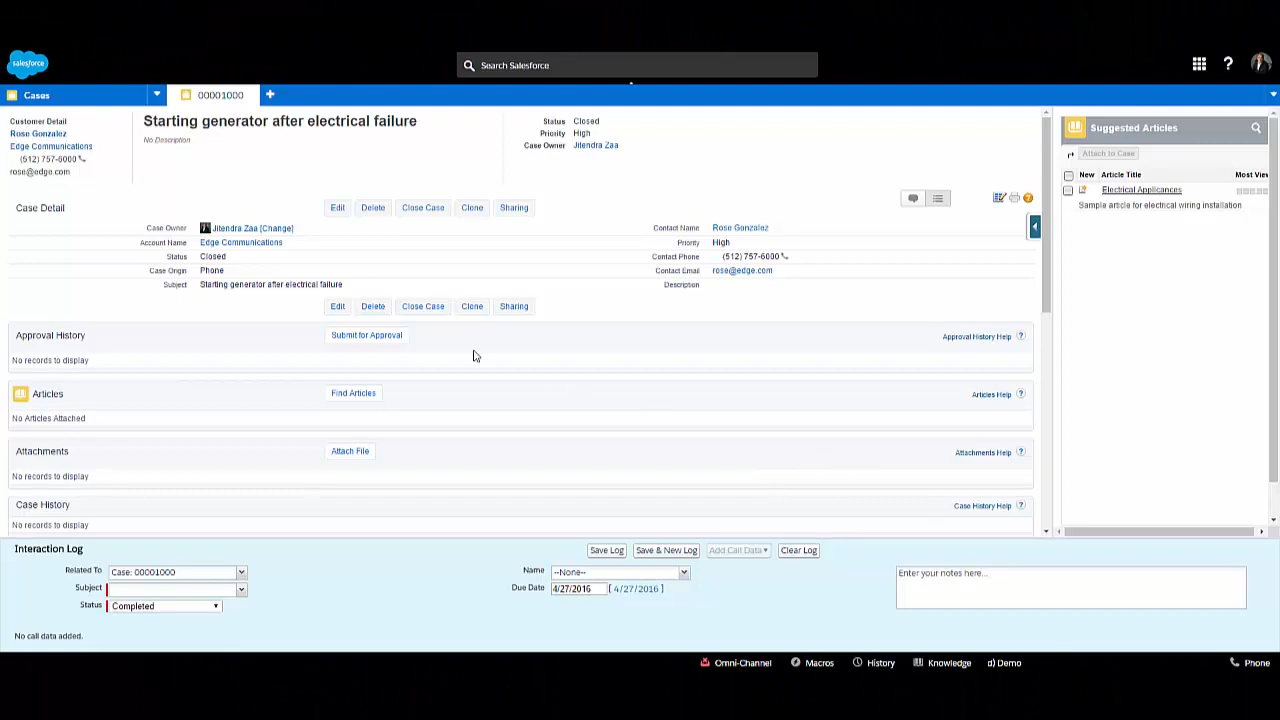 salesforce
Search Salesforce
Cases
00001000
Customer Detail
Rose Gonzalez
Edge Communications
(512) 757-6000
rose@edge.com
Starting generator after electrical failure
No Description
Status Closed
Priority High
Case Owner Jitendra Zaa
Case Detail Edit Delete Close Case Clone Sharing
Case Owner Jitendra Zaa [Change] Contact Name Rose Gonzalez
Account Name Edge Communications Priority High
Status Closed Contact Phone (512) 757-6000
Case Origin Phone Contact Email rose@edge.com
Subject Starting generator after electrical failure Description
Edit Delete Close Case Clone Sharing
Approval History Submit for Approval Approval History Help ?
No records to display
Articles Find Articles Articles Help ?
No Articles Attached
Attachments Attach File Attachments Help ?
No records to display
Case History Case History Help ?
No records to display
Suggested Articles
Attach to Case
New Article Title Most View
Electrical Applicances
Sample article for electrical wiring installation
Interaction Log Save Log Save & New Log Add Call Data Clear Log
Related To Case: 00001000 Name --None--
Subject Due Date 4/27/2016 [ 4/27/2016 ]
Status Completed
Enter your notes here...
No call data added.
Omni-Channel Macros History Knowledge d) Demo Phone